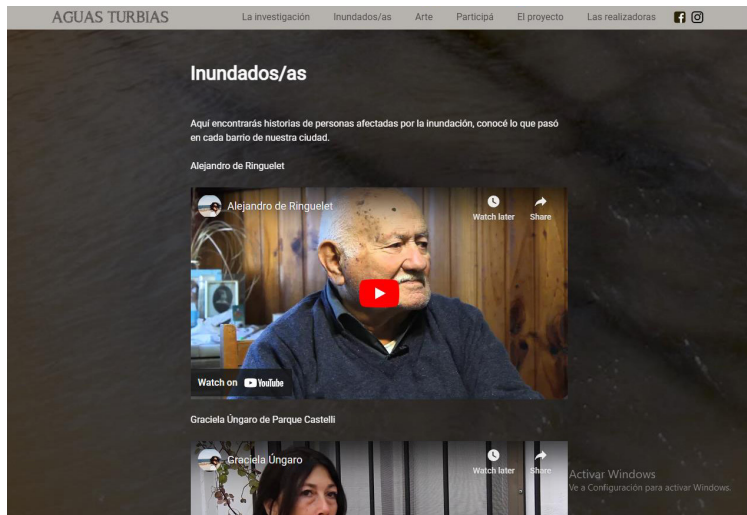 AGUAS TURBIAS
La investigación
Inundados/as
Arte
Participá
El proyecto
Las realizadoras
Inundados/as
Aquí encontrarás historias de personas afectadas por la inundación, conocé lo que pasó
en cada barrio de nuestra ciudad.
Alejandro de Ringuelet
Alejandro de Ringuelet
Watch later
Share
Watch on YouTube
Graciela Úngaro de Parque Castelli
Graciela Úngaro
Watch later
Share
Activar Windows
Ve a Configuración para activar Windows.